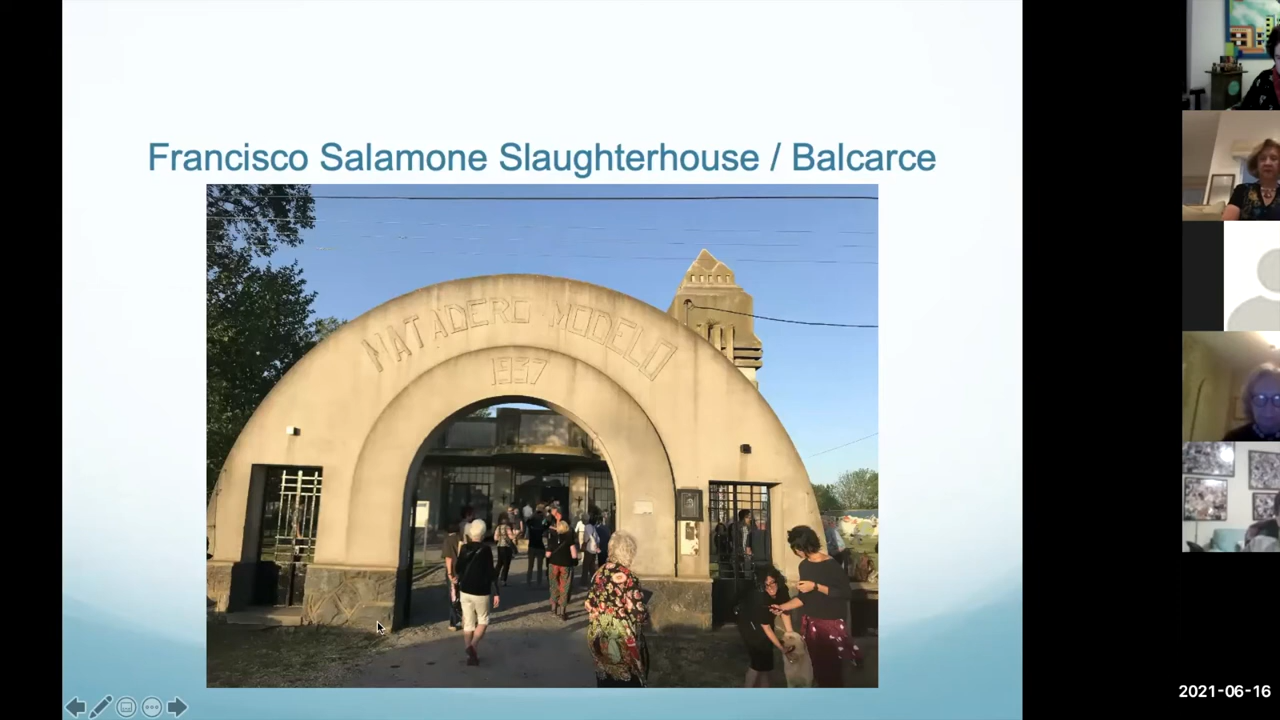 Francisco Salamone Slaughterhouse / Balcarce
MATADERO MODELO
1937
2021-06-16